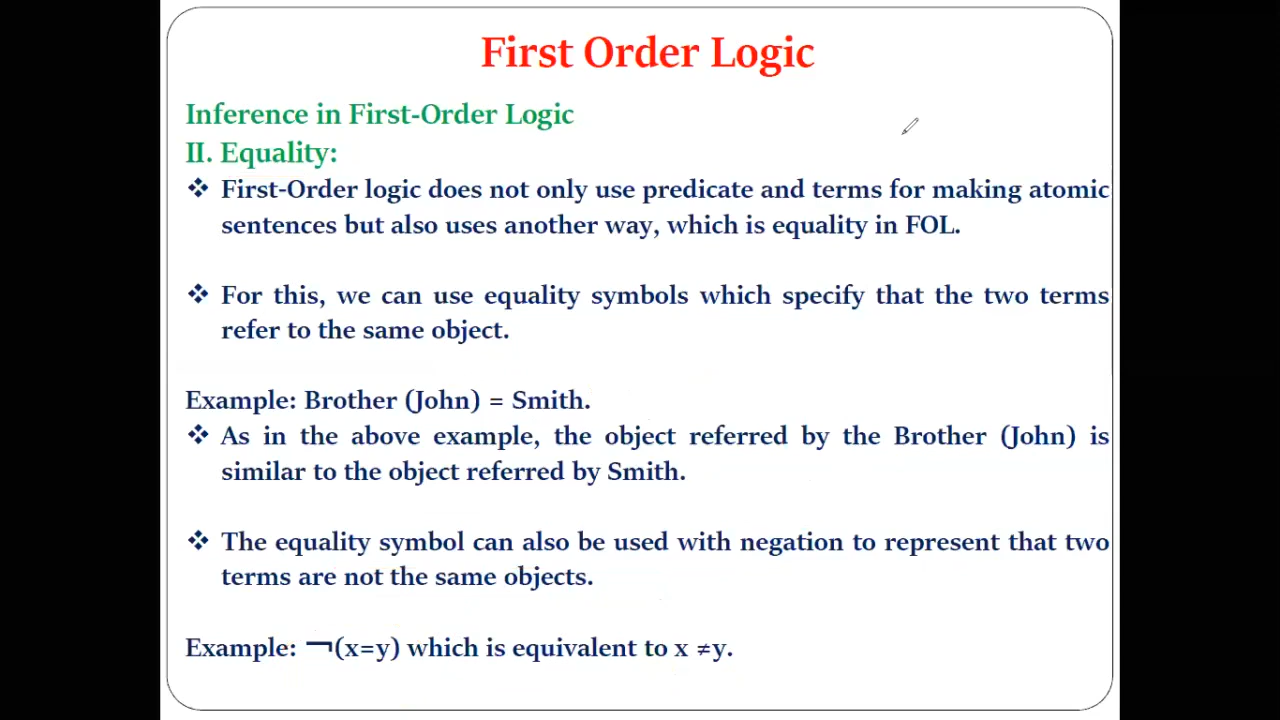 First Order Logic
Inference in First-Order Logic
II. Equality:
❖ First-Order logic does not only use predicate and terms for making atomic
sentences but also uses another way, which is equality in FOL.
❖ For this, we can use equality symbols which specify that the two terms
refer to the same object.
Example: Brother (John) = Smith.
❖ As in the above example, the object referred by the Brother (John) is
similar to the object referred by Smith.
❖ The equality symbol can also be used with negation to represent that two
terms are not the same objects.
Example: ¬(x=y) which is equivalent to x ≠y.